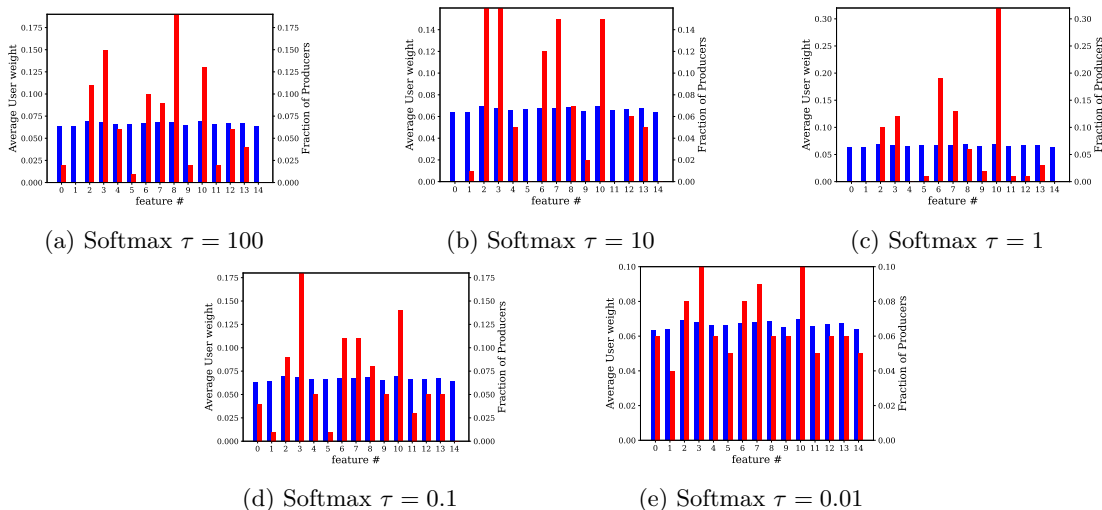 0.175
0.150
0.125
0.100
0.075
0.050
0.025
0.000
Average User weight
0 1 2 3 4 5 6 7 8 9 10 11 12 13 14
feature #
0.175
0.150
0.125
0.100
0.075
0.050
0.025
0.000
Fraction of Producers
(a) Softmax τ = 100
0.14
0.12
0.10
0.08
0.06
0.04
0.02
0.00
Average User weight
0 1 2 3 4 5 6 7 8 9 10 11 12 13 14
feature #
0.14
0.12
0.10
0.08
0.06
0.04
0.02
0.00
Fraction of Producers
(b) Softmax τ = 10
0.30
0.25
0.20
0.15
0.10
0.05
0.00
Average User weight
0 1 2 3 4 5 6 7 8 9 10 11 12 13 14
feature #
0.30
0.25
0.20
0.15
0.10
0.05
0.00
Fraction of Producers
(c) Softmax τ = 1
0.175
0.150
0.125
0.100
0.075
0.050
0.025
0.000
Average User weight
0 1 2 3 4 5 6 7 8 9 10 11 12 13 14
feature #
0.175
0.150
0.125
0.100
0.075
0.050
0.025
0.000
Fraction of Producers
(d) Softmax τ = 0.1
0.10
0.08
0.06
0.04
0.02
0.00
Average User weight
0 1 2 3 4 5 6 7 8 9 10 11 12 13 14
feature #
0.10
0.08
0.06
0.04
0.02
0.00
Fraction of Producers
(e) Softmax τ = 0.01